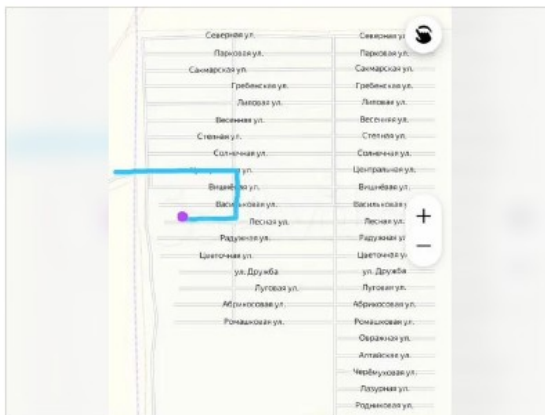 Северная ул. Северная ул.
Парковая ул. Парковая ул.
Сакмарская ул. Сакмарская ул.
Гребенская ул. Гребенская ул.
Липовая ул. Липовая ул.
Весенняя ул. Весенняя ул.
Степная ул. Степная ул.
Солнечная ул. Солнечная ул.
ул. Центральная ул.
Вишнёвая ул. Вишнёвая ул.
Васильковая ул. Васильковая
Лесная ул. Лесная ул.
Радужная ул. Радужная ул.
Цветочная ул. Цветочная ул.
ул. Дружба ул. Дружба
Луговая ул. Луговая ул.
Абрикосовая ул. Абрикосовая ул.
Ромашковая ул. Ромашковая ул.
Овражная ул.
Алтайская ул.
Черёмуховая ул.
Лазурная ул.
Родниковая ул.